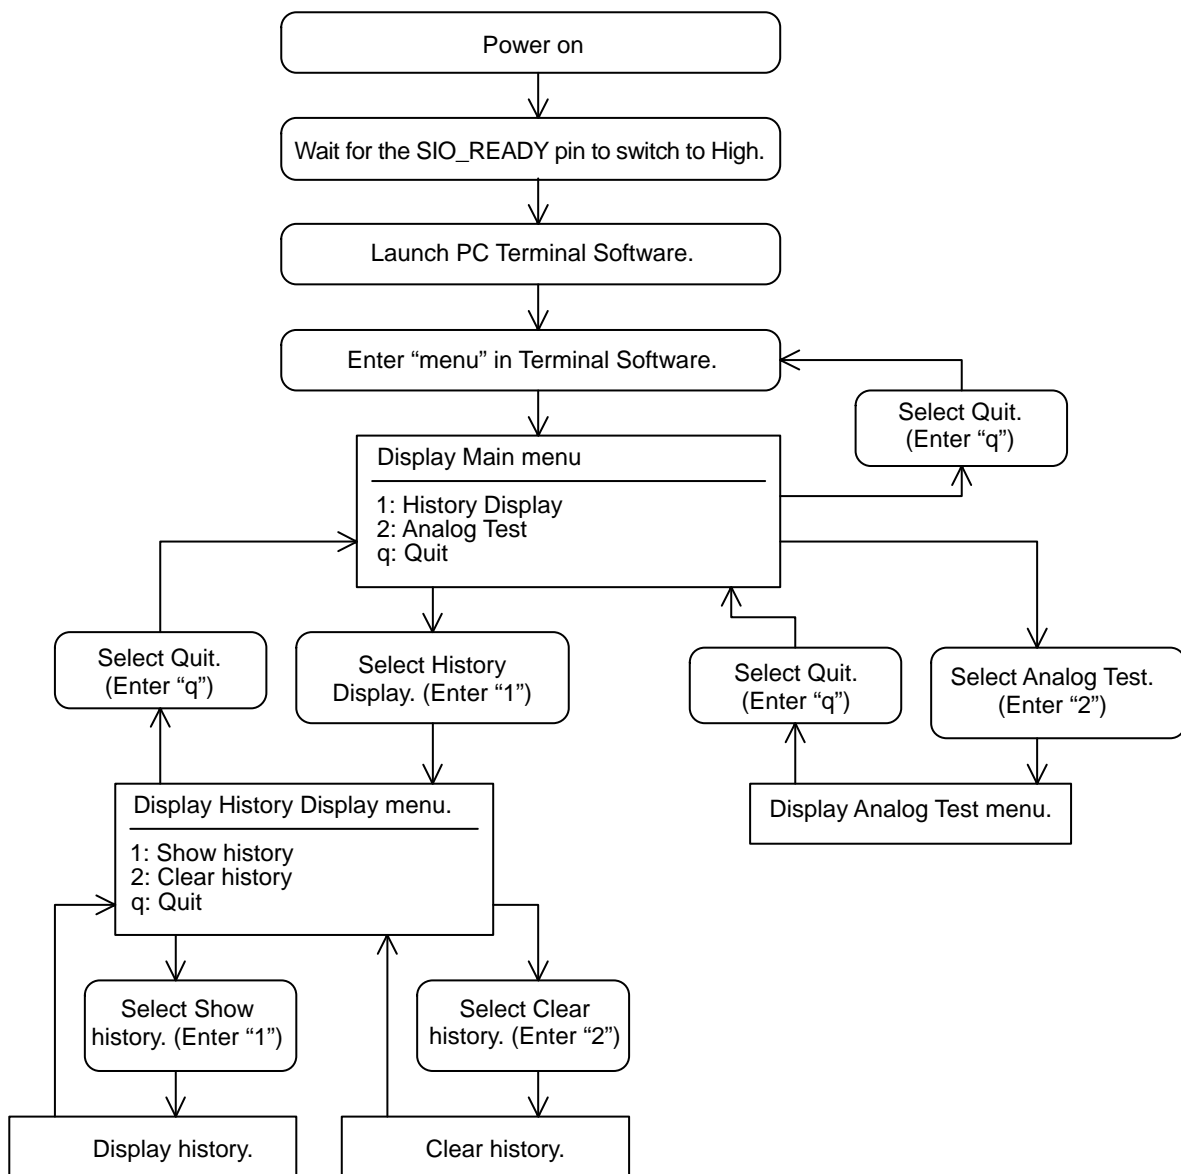 Power on
Wait for the SIO_READY pin to switch to High.
Launch PC Terminal Software.
Enter “menu” in Terminal Software.
Select Quit.
(Enter “q”)
Display Main menu
1: History Display
2: Analog Test
q: Quit
Select Quit.
(Enter “q”)
Select History
Display. (Enter “1”)
Select Quit.
(Enter “q”)
Select Analog Test.
(Enter “2”)
Display History Display menu.
1: Show history
2: Clear history
q: Quit
Display Analog Test menu.
Select Show
history. (Enter “1”)
Select Clear
history. (Enter “2”)
Display history.
Clear history.